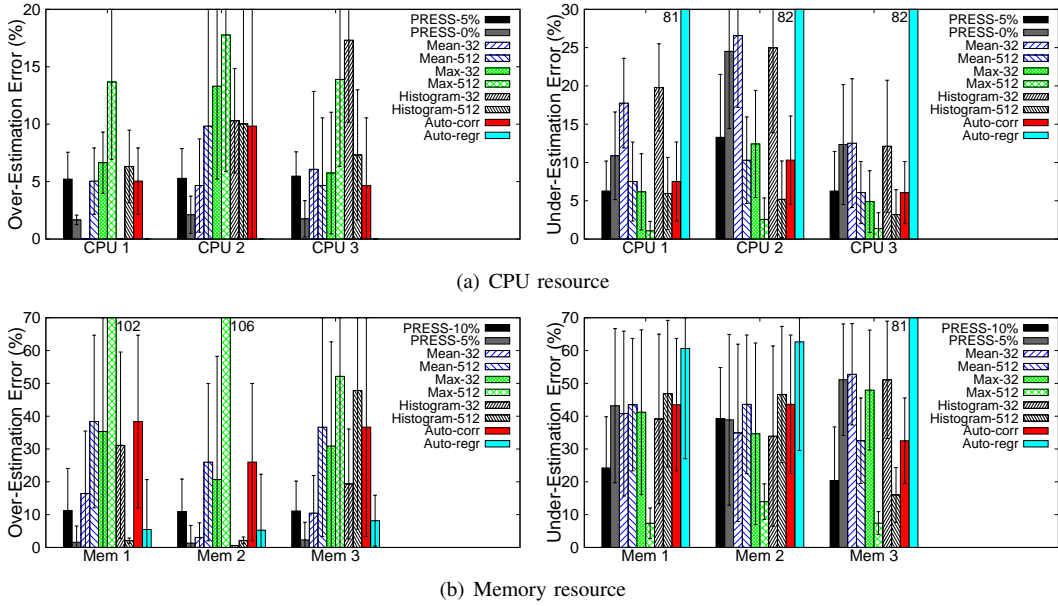 Over-Estimation Error (%)
20
15
10
5
0
CPU 1
CPU 2
CPU 3
PRESS-5%
PRESS-0%
Mean-32
Mean-512
Max-32
Max-512
Histogram-32
Histogram-512
Auto-corr
Auto-regr
Under-Estimation Error (%)
30
25
20
15
10
5
0
81
82
82
CPU 1
CPU 2
CPU 3
PRESS-5%
PRESS-0%
Mean-32
Mean-512
Max-32
Max-512
Histogram-32
Histogram-512
Auto-corr
Auto-regr
(a) CPU resource
Over-Estimation Error (%)
70
60
50
40
30
20
10
0
102
106
Mem 1
Mem 2
Mem 3
PRESS-10%
PRESS-5%
Mean-32
Mean-512
Max-32
Max-512
Histogram-32
Histogram-512
Auto-corr
Auto-regr
Under-Estimation Error (%)
70
60
50
40
30
20
10
0
81
Mem 1
Mem 2
Mem 3
PRESS-10%
PRESS-5%
Mean-32
Mean-512
Max-32
Max-512
Histogram-32
Histogram-512
Auto-corr
Auto-regr
(b) Memory resource